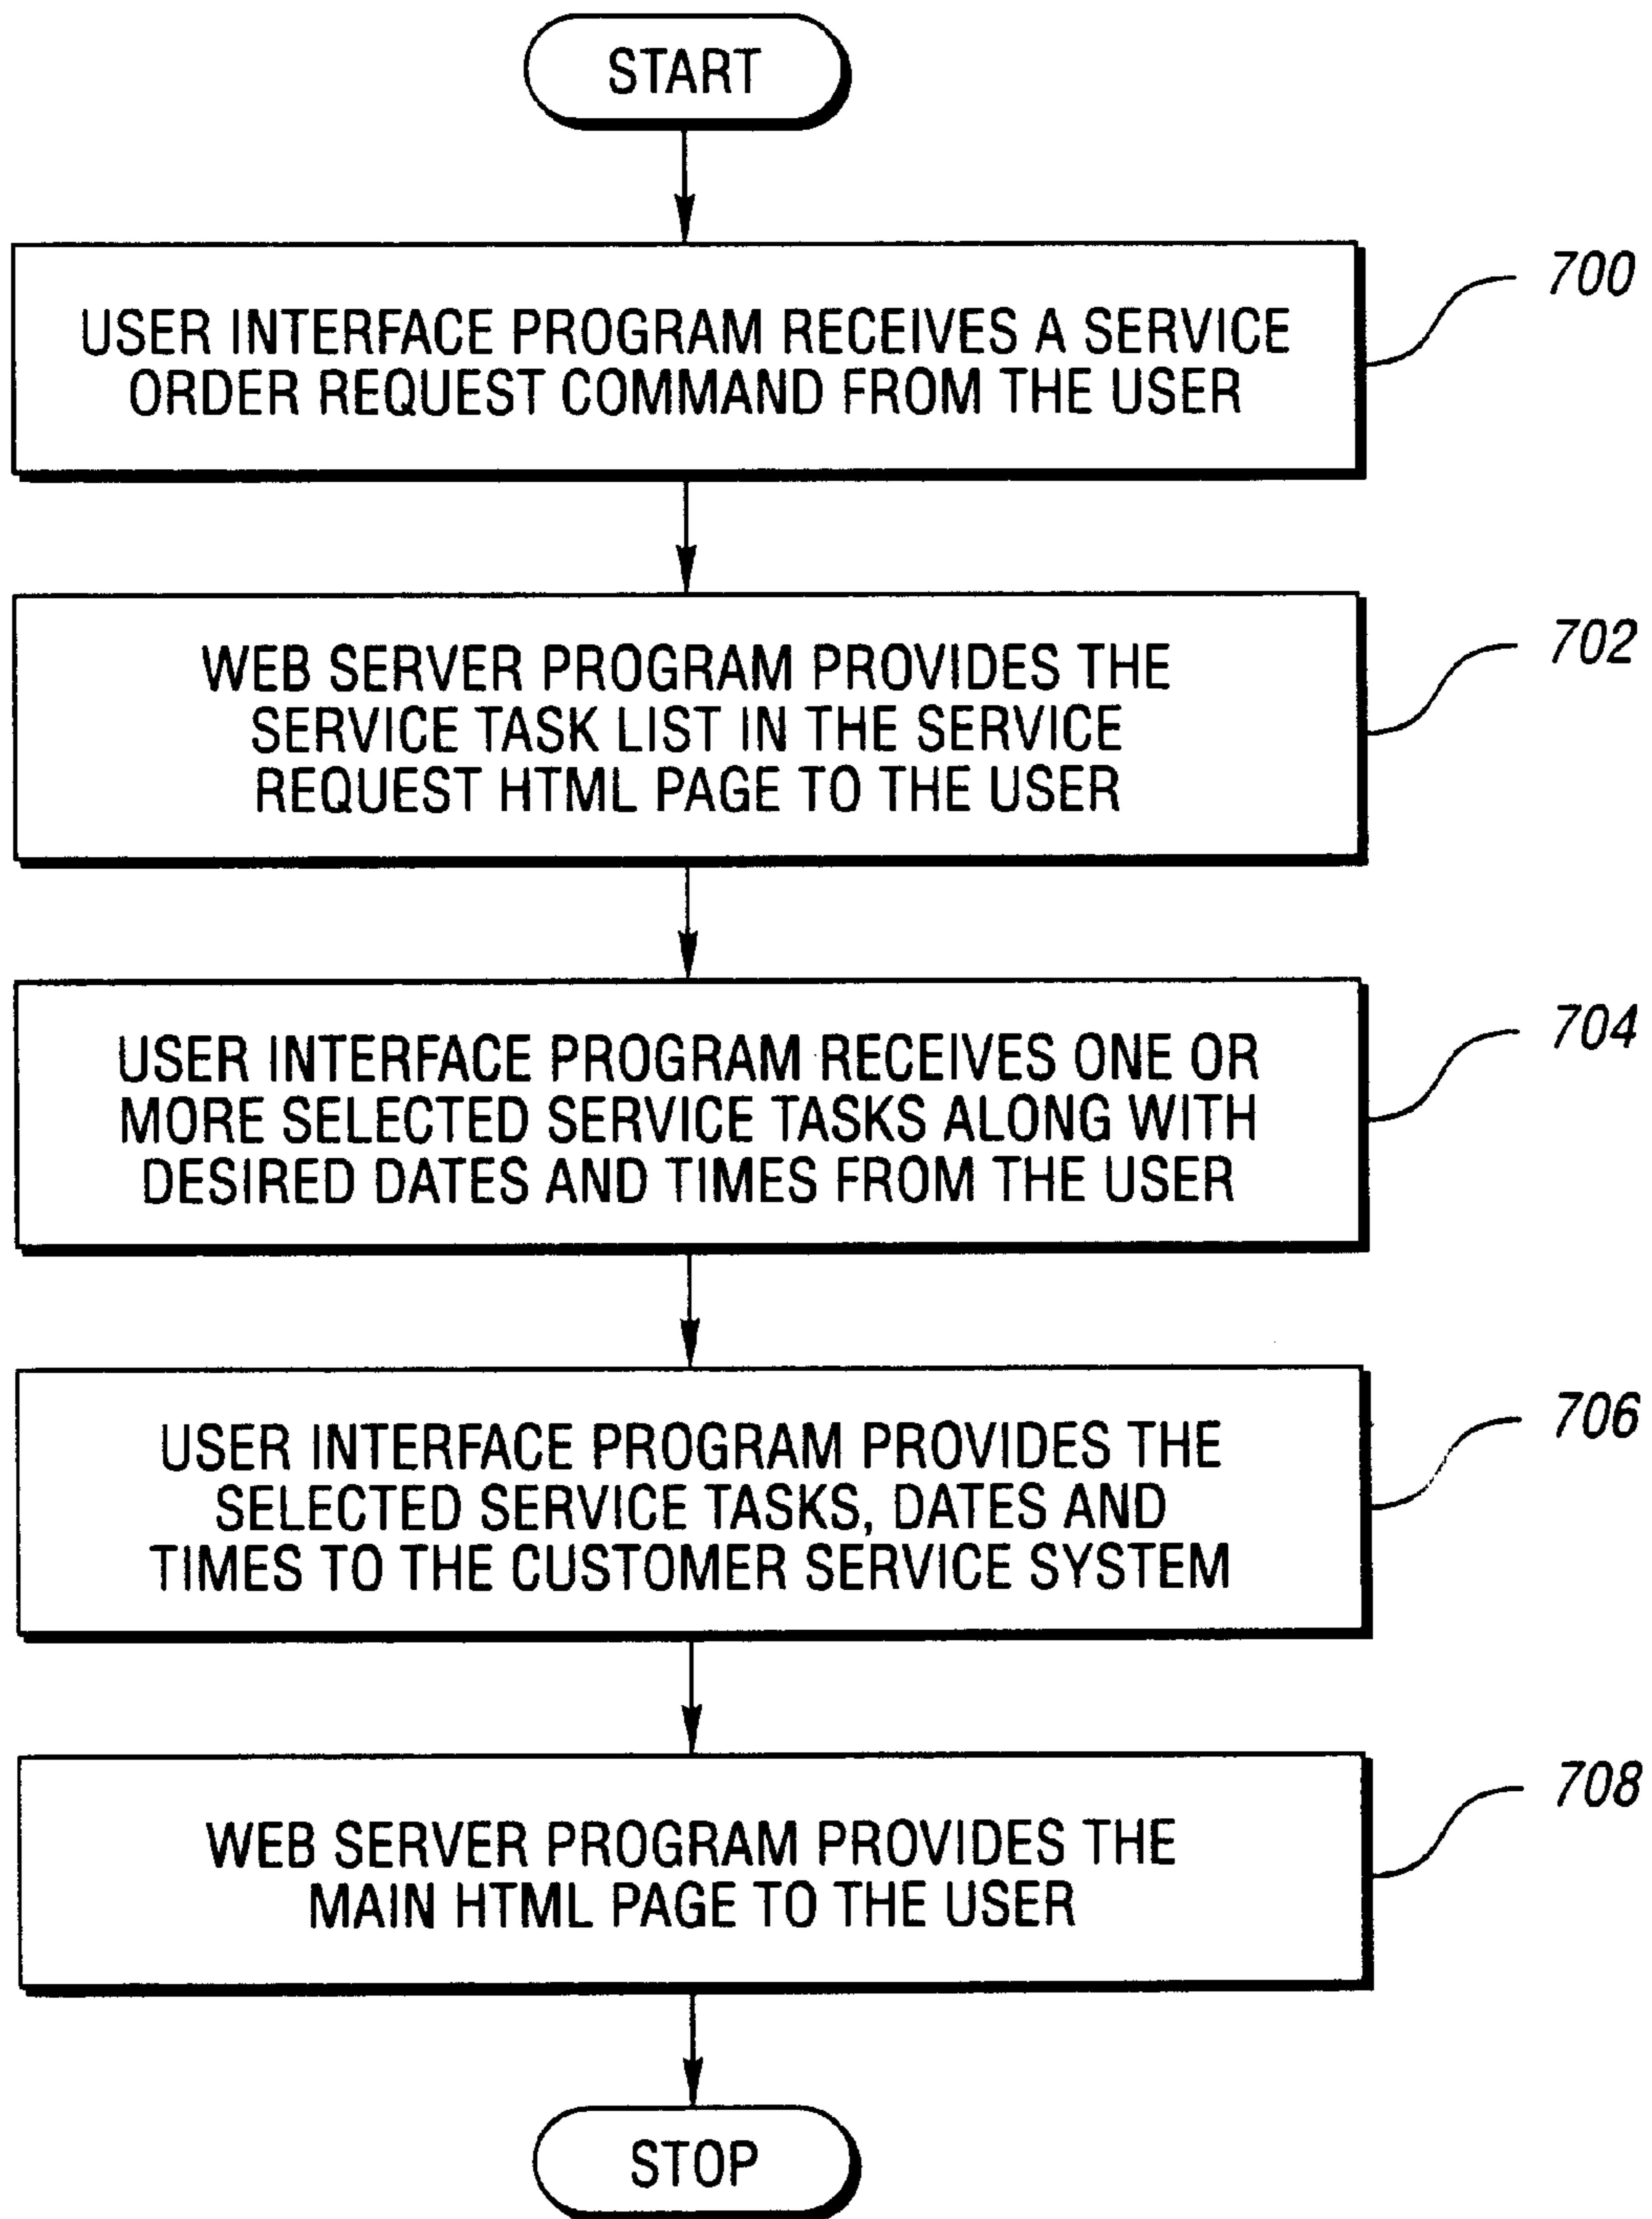 START
USER INTERFACE PROGRAM RECEIVES A SERVICE
ORDER REQUEST COMMAND FROM THE USER
700
WEB SERVER PROGRAM PROVIDES THE
SERVICE TASK LIST IN THE SERVICE
REQUEST HTML PAGE TO THE USER
702
USER INTERFACE PROGRAM RECEIVES ONE OR
MORE SELECTED SERVICE TASKS ALONG WITH
DESIRED DATES AND TIMES FROM THE USER
704
USER INTERFACE PROGRAM PROVIDES THE
SELECTED SERVICE TASKS, DATES AND
TIMES TO THE CUSTOMER SERVICE SYSTEM
706
WEB SERVER PROGRAM PROVIDES THE
MAIN HTML PAGE TO THE USER
708
STOP